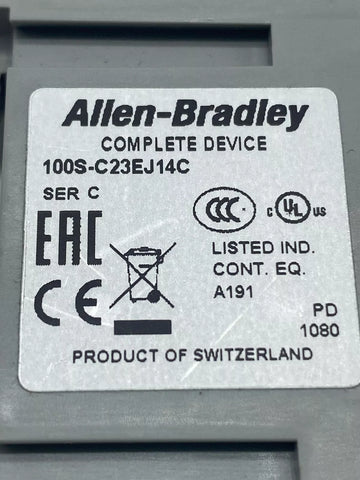 Allen-Bradley
COMPLETE DEVICE
100S-C23EJ14C
SER C
CCC
c UL us
EAC
LISTED IND.
CONT. EQ.
A191
CE
PD
1080
PRODUCT OF SWITZERLAND